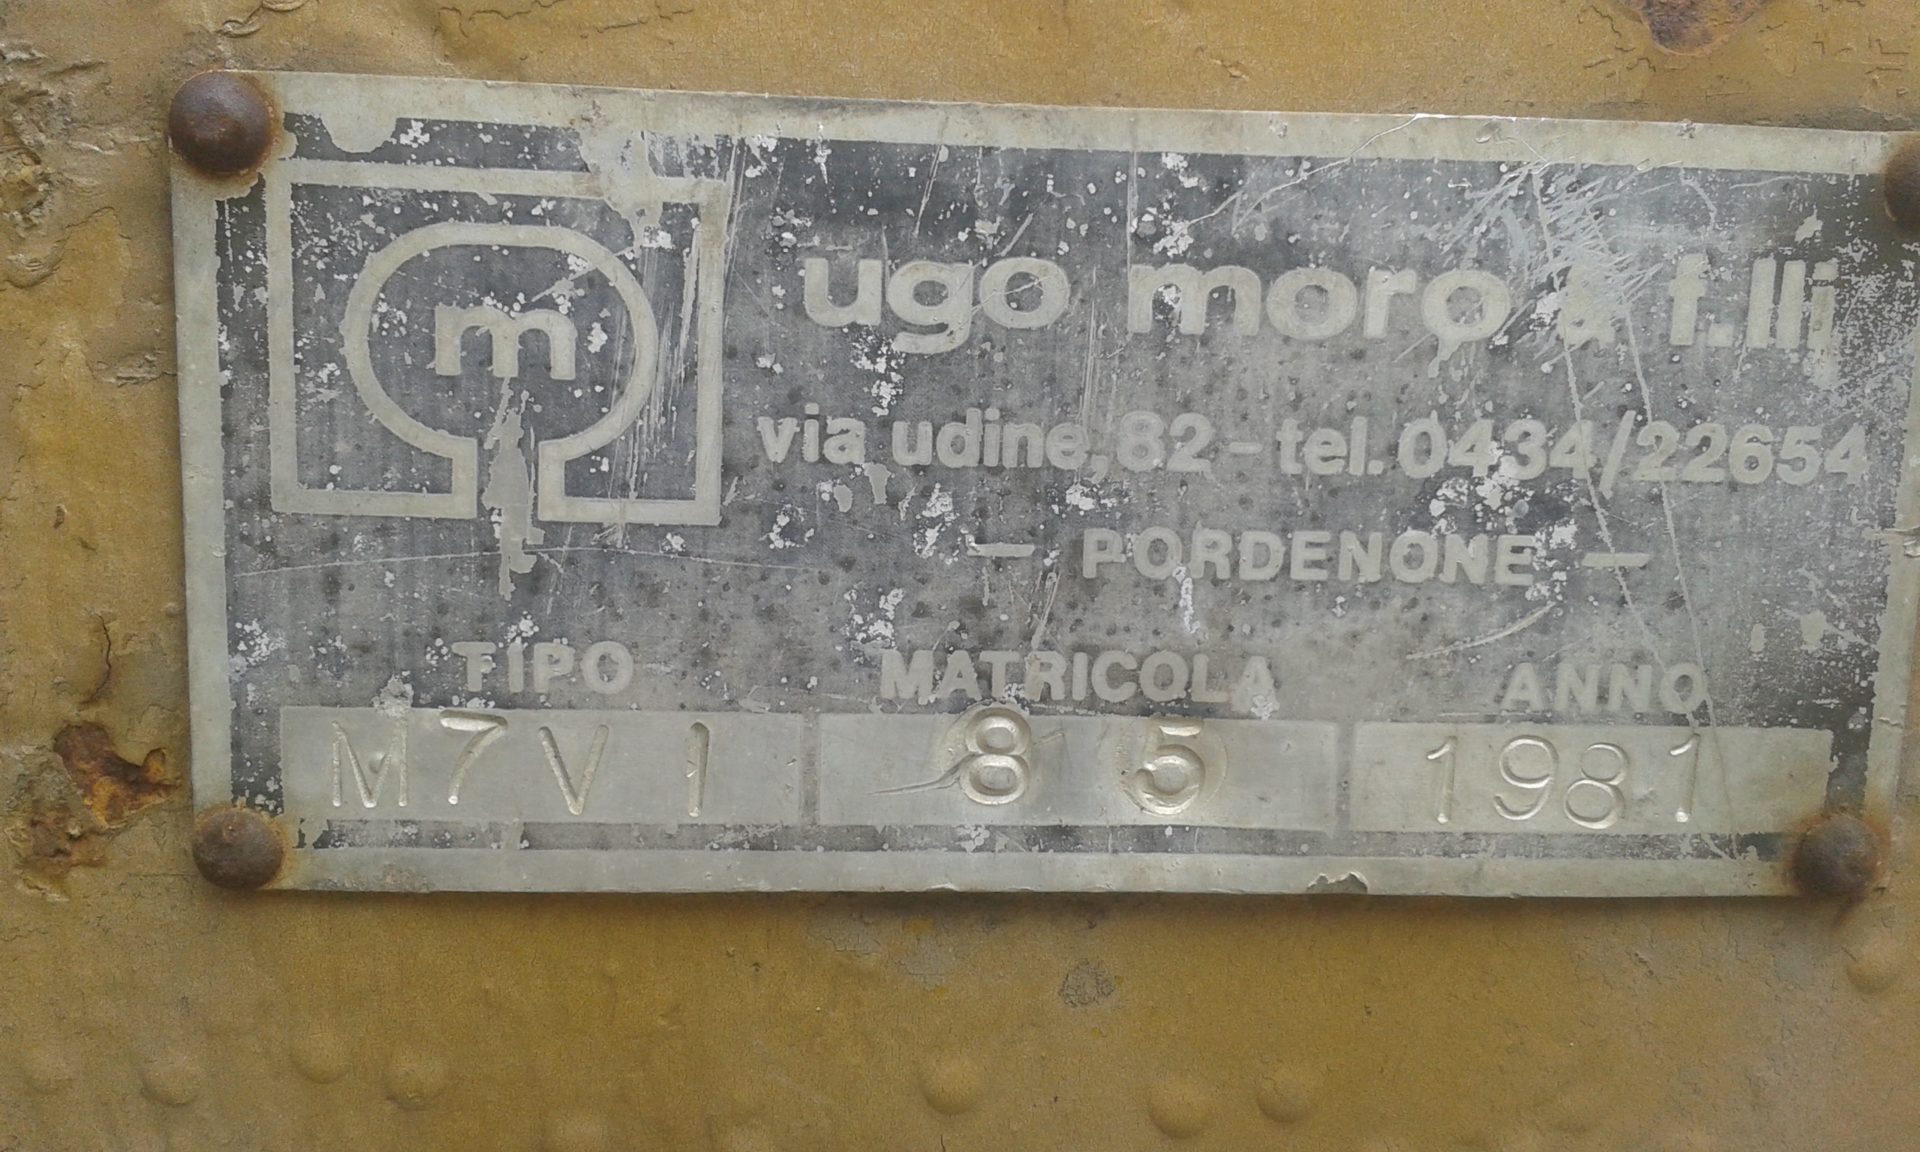 m
ugo moro & f.lli
via udine, 82 - tel. 0434/22654
- PORDENONE -
TIPO MATRICOLA ANNO
M7V1 85 1981